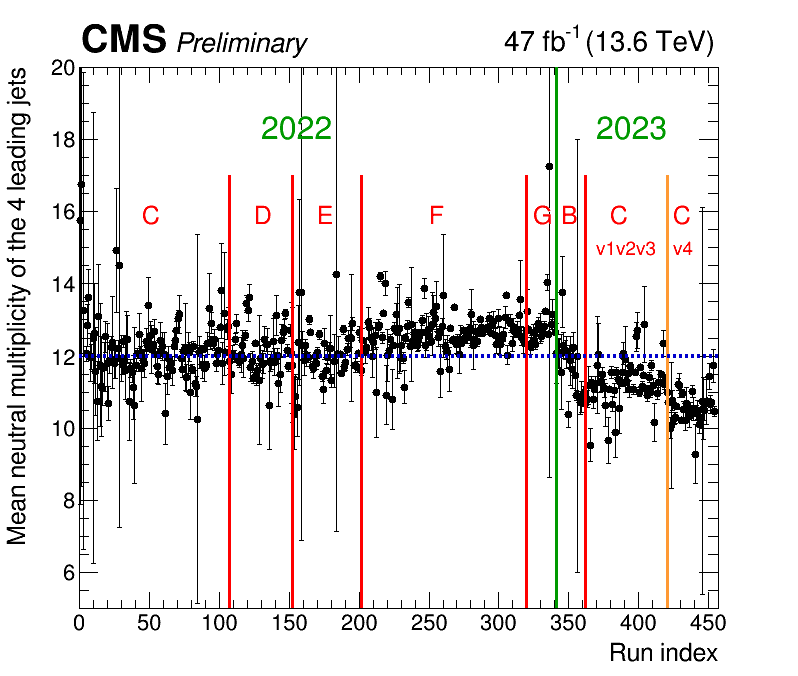 CMS Preliminary 47 fb-1 (13.6 TeV)
Mean neutral multiplicity of the 4 leading jets
20
18
16
14
12
10
8
6
2022 2023
C D E F G B C C
v1v2v3 v4
0 50 100 150 200 250 300 350 400 450
Run index